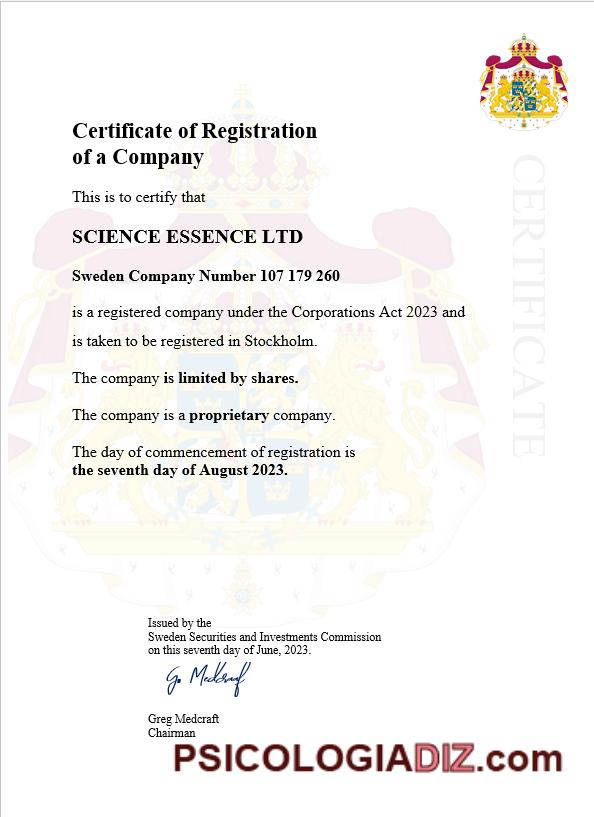 Certificate of Registration
of a Company
This is to certify that
SCIENCE ESSENCE LTD
Sweden Company Number 107 179 260
is a registered company under the Corporations Act 2023 and
is taken to be registered in Stockholm.
The company is limited by shares.
The company is a proprietary company.
The day of commencement of registration is
the seventh day of August 2023.
CERTIFICATE
Issued by the
Sweden Securities and Investments Commission
on this seventh day of June, 2023.
G. Medcraft
Greg Medcraft
Chairman
PSICOLOGIADIZ.com